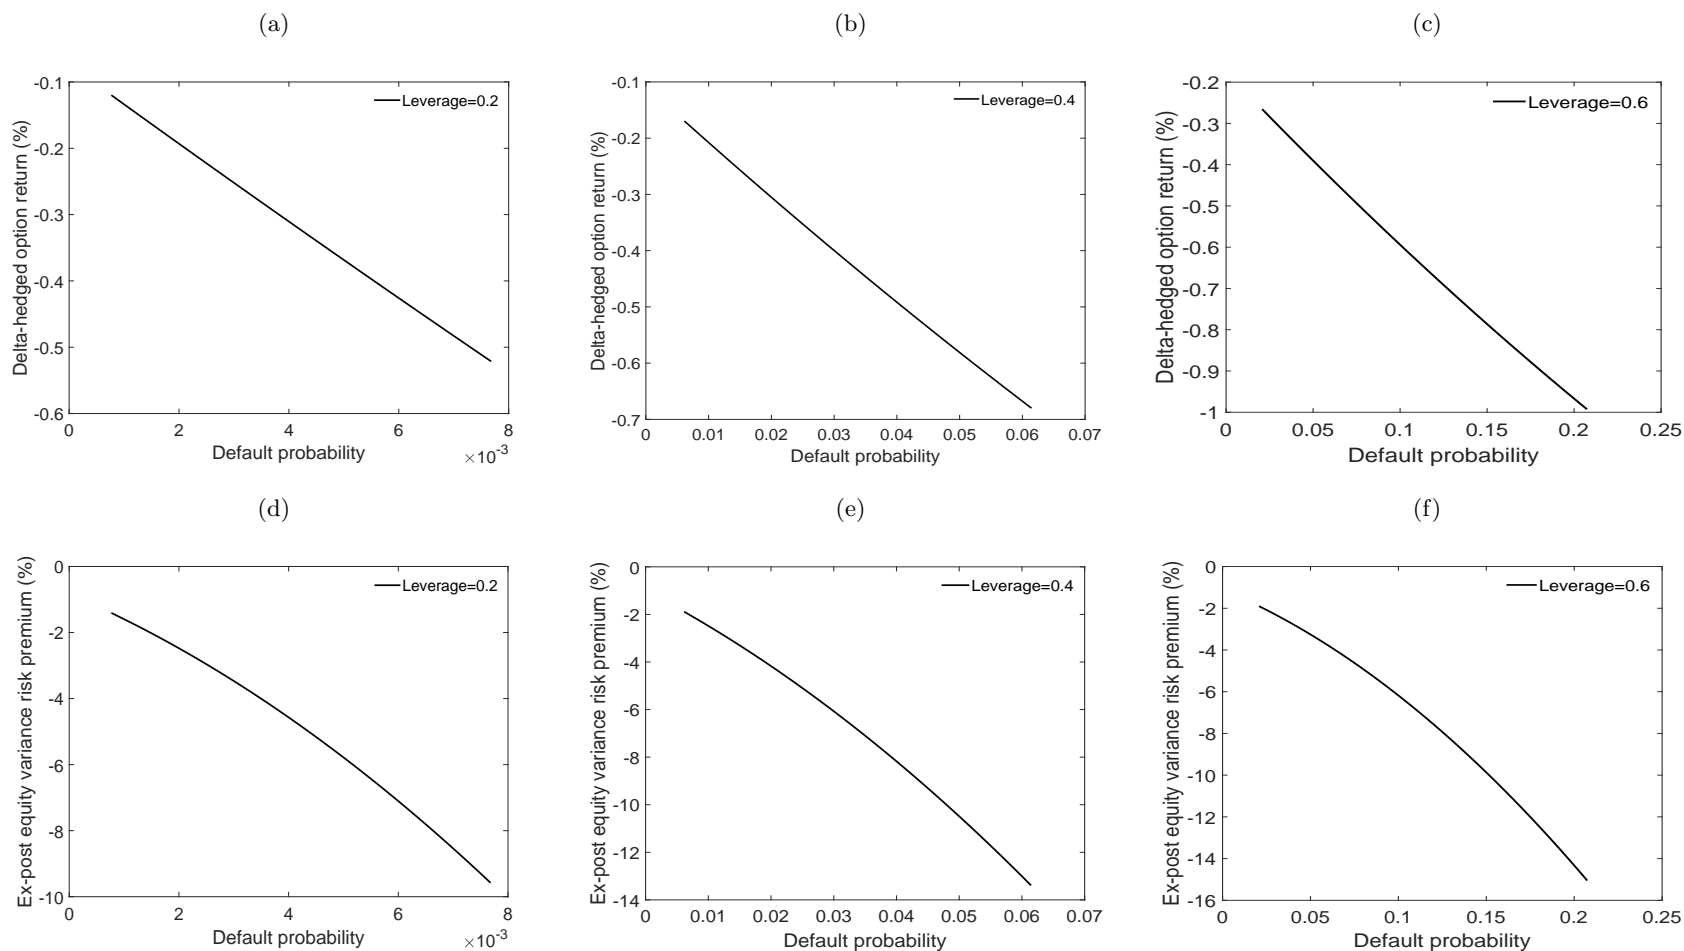 (a)
(b)
(c)
-0.1
-0.2
-0.3
-0.4
-0.5
-0.6
Delta-hedged option return (%)
Leverage=0.2
0 2 4 6 8
Default probability
×10⁻³
-0.1
-0.2
-0.3
-0.4
-0.5
-0.6
-0.7
Delta-hedged option return (%)
Leverage=0.4
0 0.01 0.02 0.03 0.04 0.05 0.06 0.07
Default probability
-0.2
-0.3
-0.4
-0.5
-0.6
-0.7
-0.8
-0.9
-1
Delta-hedged option return (%)
Leverage=0.6
0 0.05 0.1 0.15 0.2 0.25
Default probability
(d)
(e)
(f)
0
-2
-4
-6
-8
-10
Ex-post equity variance risk premium (%)
Leverage=0.2
0 2 4 6 8
Default probability
×10⁻³
0
-2
-4
-6
-8
-10
-12
-14
Ex-post equity variance risk premium (%)
Leverage=0.4
0 0.01 0.02 0.03 0.04 0.05 0.06 0.07
Default probability
0
-2
-4
-6
-8
-10
-12
-14
-16
Ex-post equity variance risk premium (%)
Leverage=0.6
0 0.05 0.1 0.15 0.2 0.25
Default probability